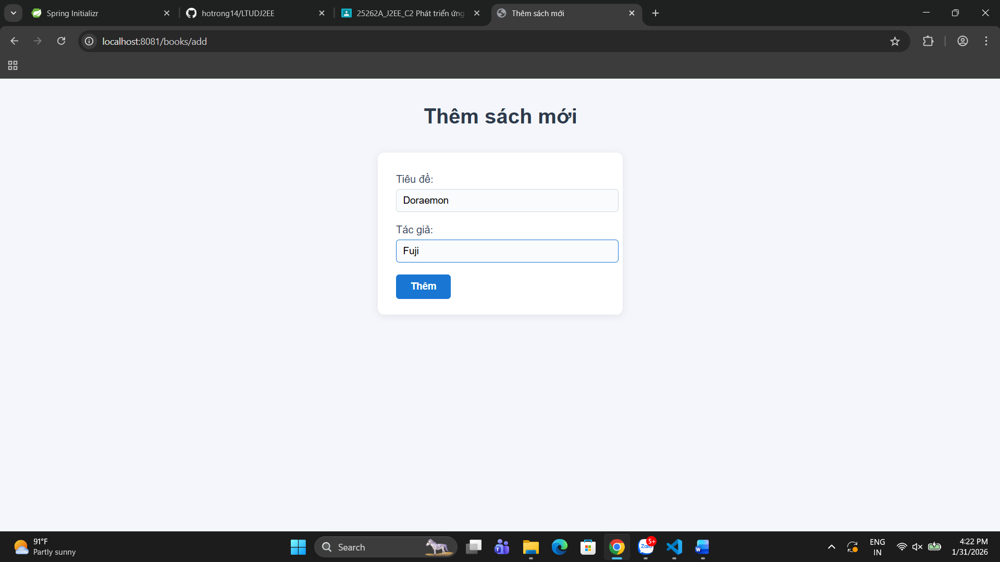 Spring Initializr
hotrong14/LTUDJ2EE
25262A_J2EE_C2 Phát triển ứng
Thêm sách mới
localhost:8081/books/add
Thêm sách mới
Tiêu đề:
Doraemon
Tác giả:
Fuji
Thêm
91°F
Partly sunny
Search
Zalo
5+
ENG
IN
4:22 PM
1/31/2026